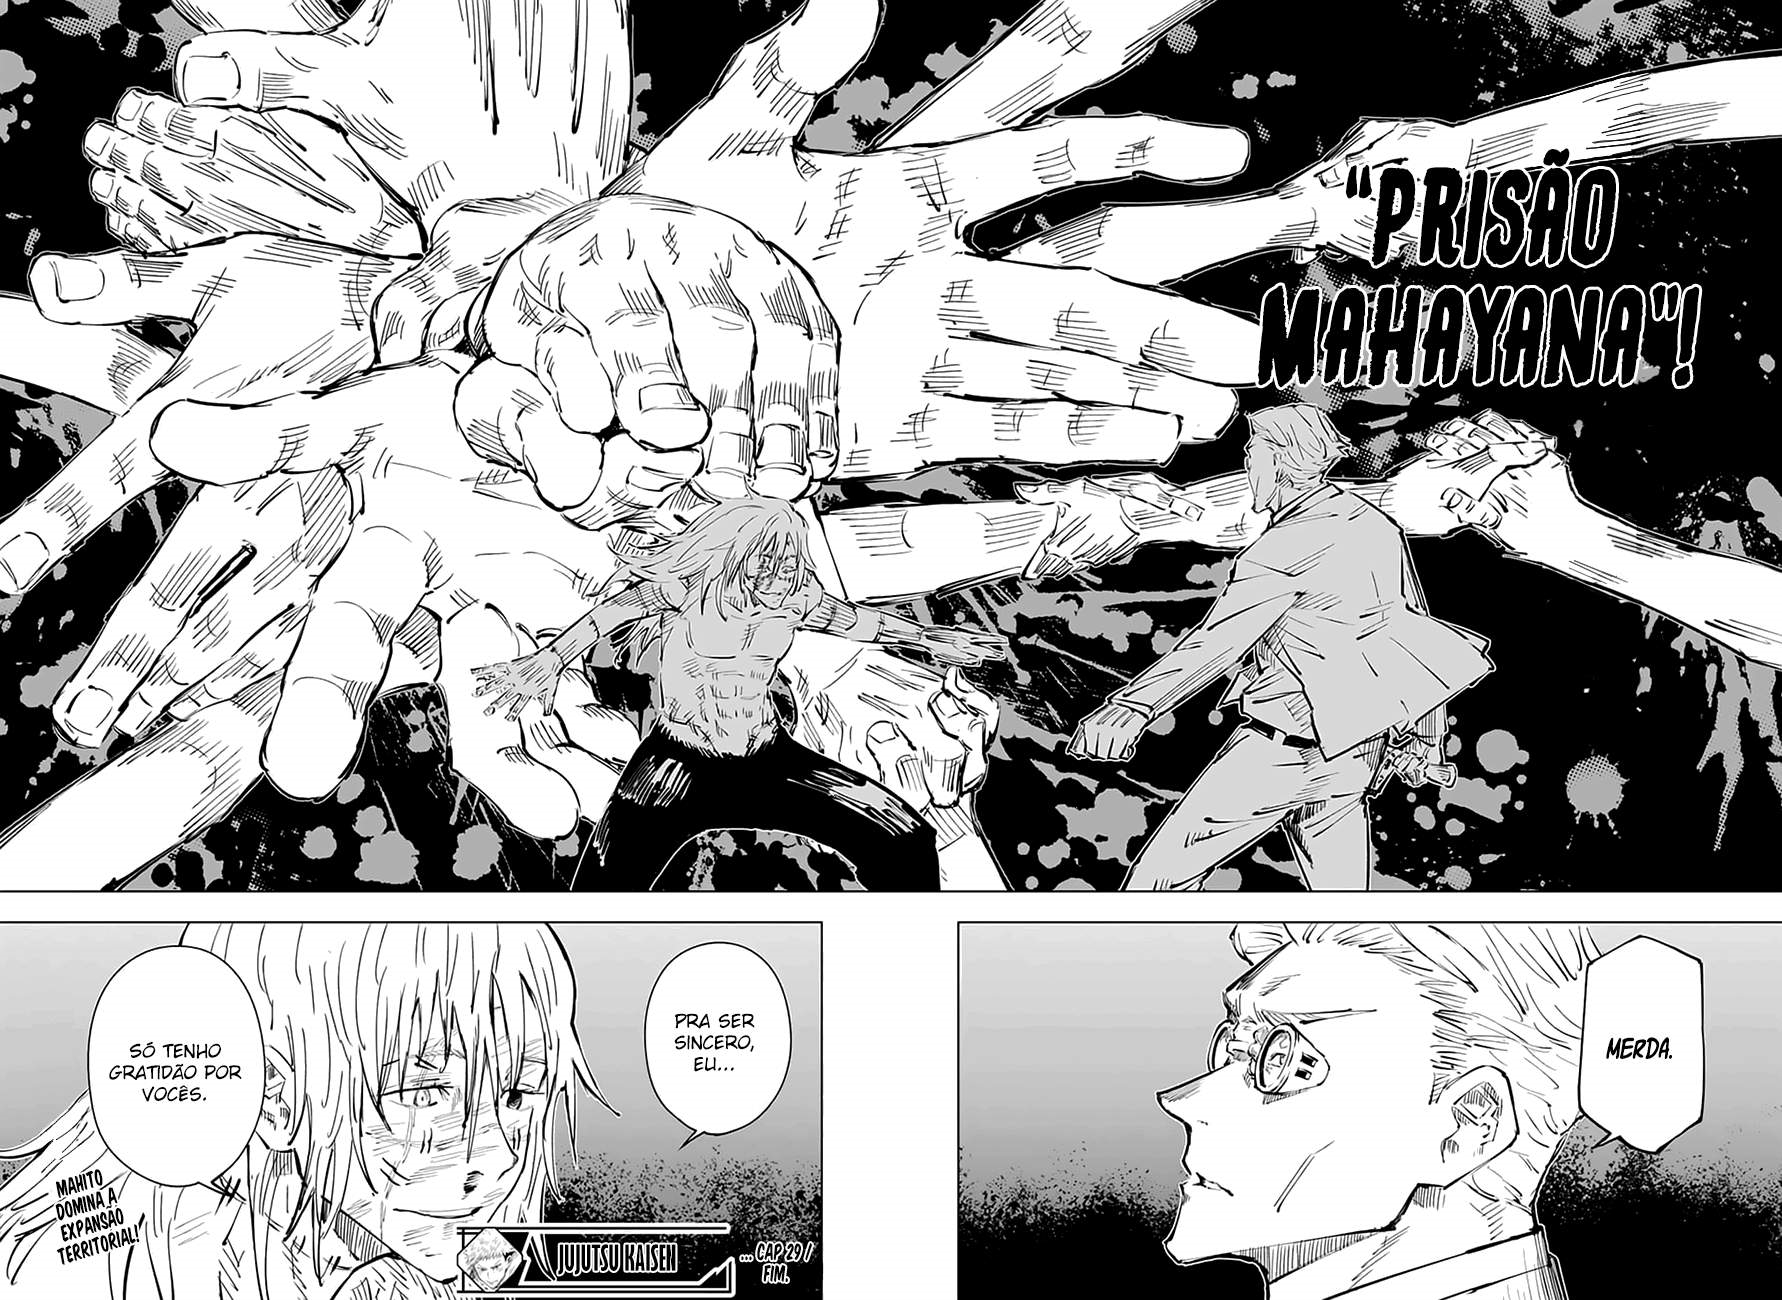 "PRISÃO
MAHAYANA"!
MERDA.
PRA SER
SINCERO,
EU...
SÓ TENHO
GRATIDÃO POR
VOCÊS.
MAHITO
DOMINA A
EXPANSÃO
TERRITORIAL!
JUJUTSU KAISEN
... CAP 29 /
FIM.